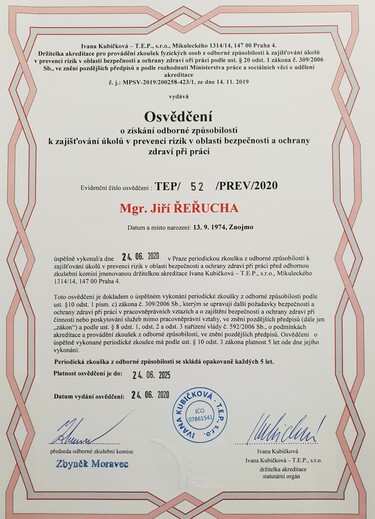 Ivana Kubíčková – T.E.P., s.r.o., Mikuleckého 1314/14, 147 00 Praha 4.
Držitelka akreditace pro provádění zkoušek fyzických osob z odborné způsobilosti k zajišťování úkolů
v prevenci rizik v oblasti bezpečnosti a ochrany zdraví při práci podle ust. § 20 odst. 1 zákona č. 309/2006
Sb., ve znění pozdějších předpisů a podle rozhodnutí Ministerstva práce a sociálních věcí o udělení
akreditace
č. j.: MPSV-2019/200258-423/1, ze dne 14. 11. 2019
vydává
Osvědčení
o získání odborné způsobilosti
k zajišťování úkolů v prevenci rizik v oblasti bezpečnosti a ochrany
zdraví při práci
Evidenční číslo osvědčení : TEP/ 52 /PREV/2020
Mgr. Jiří ŘEŘUCHA
Datum a místo narození: 13. 9. 1974, Znojmo
úspěšně vykonal/a dne 24. 06. 2020 v Praze periodickou zkoušku z odborné způsobilosti k
zajišťování úkolů v prevenci rizik v oblasti bezpečnosti a ochrany zdraví při práci před odbornou
zkušební komisí jmenovanou držitelkou akreditace Ivana Kubíčková – T.E.P., s.r.o., Mikuleckého
1314/14, 147 00 Praha 4.
Toto osvědčení je dokladem o úspěšném vykonání periodické zkoušky z odborné způsobilosti podle
ust. §10 odst. 1 písm. c) zákona č. 309/2006 Sb., kterým se upravují další požadavky bezpečnosti a
ochrany zdraví při práci v pracovněprávních vztazích a o zajištění bezpečnosti a ochrany zdraví při
činnosti nebo poskytování služeb mimo pracovněprávní vztahy, ve znění pozdějších předpisů (dále jen
„zákon“) a podle ust. § 8 odst. 1, odst. 2 a odst. 3 nařízení vlády č. 592/2006 Sb., o podmínkách
akreditace a provádění zkoušek z odborné způsobilosti, ve znění pozdějších předpisů. Osvědčení o
úspěšně vykonané periodické zkoušce má podle ust. § 10 odst. 3 zákona platnost 5 let ode dne jejího
vykonání.
Periodická zkouška z odborné způsobilosti se skládá opakovaně každých 5 let.
Platnost osvědčení je do: 24. 06. 2025
Datum vydání osvědčení: 24. 06. 2020
IVANA KUBÍČKOVÁ - T.E.P. s.r.o.
IČO
07861541
předseda odborné zkušební komise
Zbyněk Moravec
Ivana Kubíčková
Ivana Kubíčková – T.E.P., s.r.o.
držitelka akreditace
statutární orgán